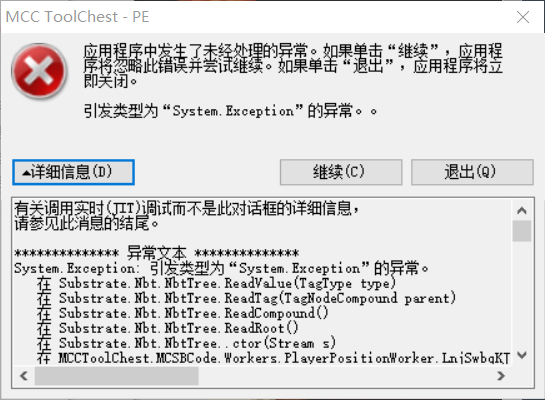 MCC ToolChest - PE
应用程序中发生了未经处理的异常。如果单击“继续”，应用程
序将忽略此错误并尝试继续。如果单击“退出”，应用程序将立
即关闭。
引发类型为“System.Exception”的异常。。
▲详细信息(D)
继续(C)
退出(Q)
有关调用实时(JIT)调试而不是此对话框的详细信息，
请参见此消息的结尾。
************** 异常文本 **************
System.Exception: 引发类型为“System.Exception”的异常。
在 Substrate.Nbt.NbtTree.ReadValue(TagType type)
在 Substrate.Nbt.NbtTree.ReadTag(TagNodeCompound parent)
在 Substrate.Nbt.NbtTree.ReadCompound()
在 Substrate.Nbt.NbtTree.ReadRoot()
在 Substrate.Nbt.NbtTree..ctor(Stream s)
在 MCCToolChest.MCSBCode.Workers.PlayerPositionWorker.LnjSwbgKT